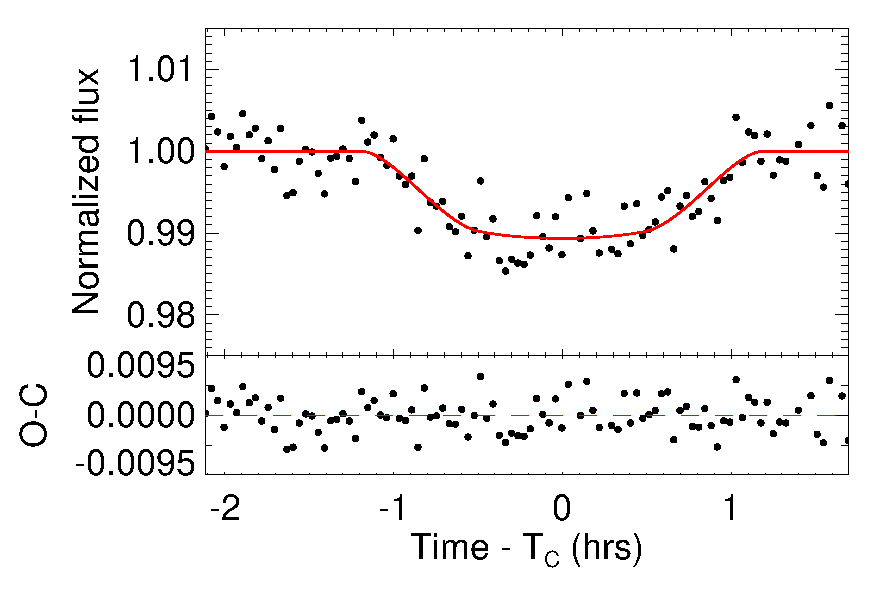 Normalized flux
1.01
1.00
0.99
0.98
O-C
0.0095
0.0000
-0.0095
-2 -1 0 1
Time - T_C (hrs)